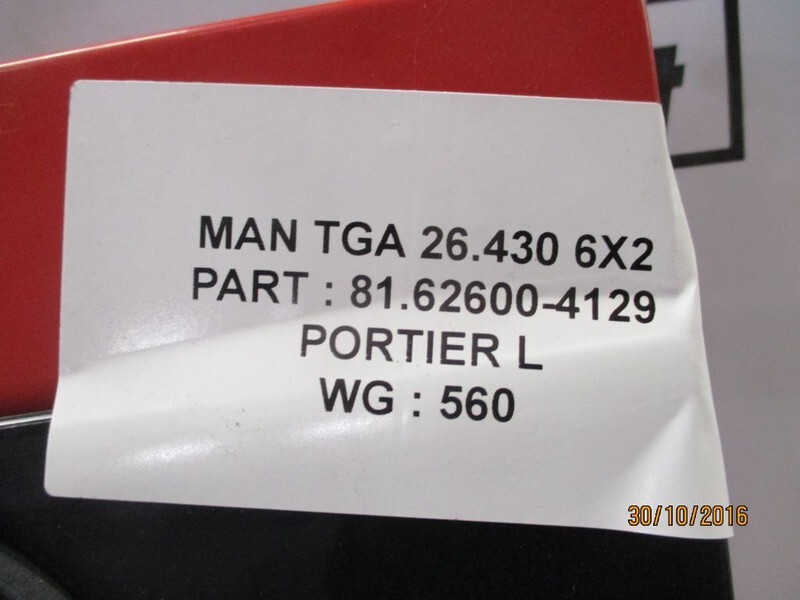 MAN TGA 26.430 6X2
PART : 81.62600-4129
PORTIER L
WG : 560
30/10/2016